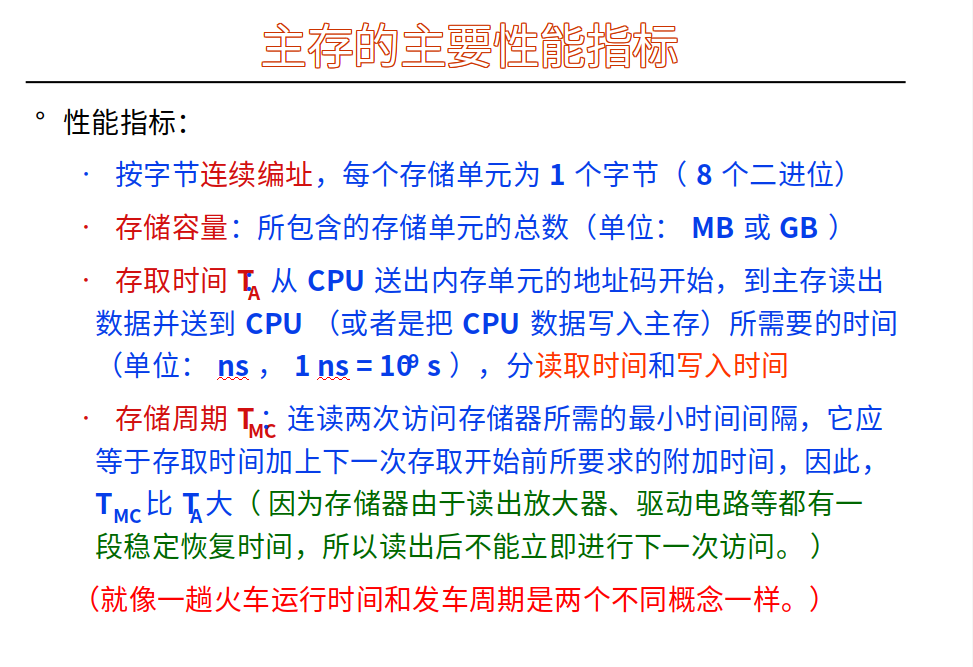 主存的主要性能指标
° 性能指标：
· 按字节连续编址，每个存储单元为 1 个字节（ 8 个二进位）
· 存储容量：所包含的存储单元的总数（单位： MB 或 GB ）
· 存取时间 TA：从 CPU 送出内存单元的地址码开始，到主存读出
数据并送到 CPU （或者是把 CPU 数据写入主存）所需要的时间
（单位： ns ， 1 ns = 10-9 s ），分读取时间和写入时间
· 存储周期 TMC：连读两次访问存储器所需的最小时间间隔，它应
等于存取时间加上下一次存取开始前所要求的附加时间，因此，
TMC 比 TA 大（ 因为存储器由于读出放大器、驱动电路等都有一
段稳定恢复时间，所以读出后不能立即进行下一次访问。 ）
（就像一趟火车运行时间和发车周期是两个不同概念一样。）